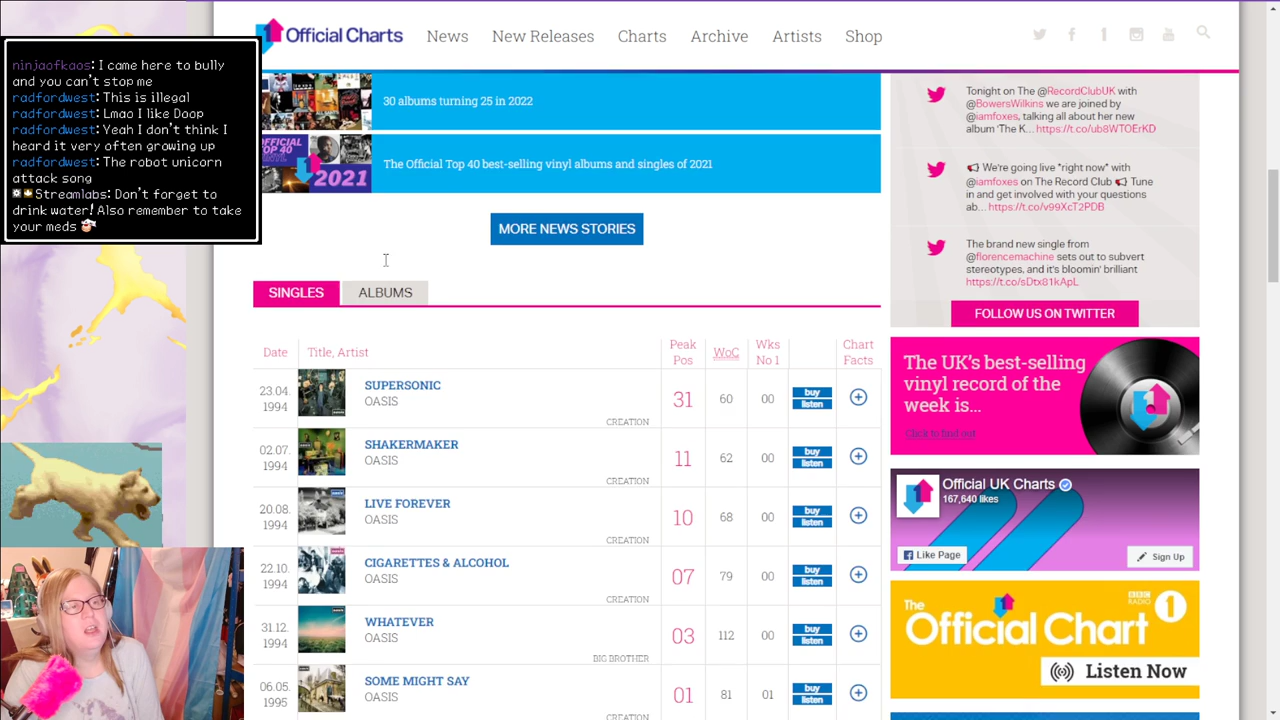 ninjaofkaos: I came here to bully
and you can't stop me
radfordwest: This is illegal
radfordwest: Lmao I like Doop
radfordwest: Yeah I don't think I
heard it very often growing up
radfordwest: The robot unicorn
attack song
Streamlabs: Don't forget to
drink water! Also remember to take
your meds
Official Charts
News
New Releases
Charts
Archive
Artists
Shop
30 albums turning 25 in 2022
OFFICIAL
TOP 40
2021
The Official Top 40 best-selling vinyl albums and singles of 2021
MORE NEWS STORIES
SINGLES
ALBUMS
Date
Title, Artist
Peak
Pos
WoC
Wks
No 1
Chart
Facts
23.04.
1994
SUPERSONIC
OASIS
CREATION
31
60
00
buy
listen
02.07.
1994
SHAKERMAKER
OASIS
CREATION
11
62
00
buy
listen
20.08.
1994
LIVE FOREVER
OASIS
CREATION
10
68
00
buy
listen
22.10.
1994
CIGARETTES & ALCOHOL
OASIS
CREATION
07
79
00
buy
listen
31.12.
1994
WHATEVER
OASIS
BIG BROTHER
03
112
00
buy
listen
06.05.
1995
SOME MIGHT SAY
OASIS
CREATION
01
81
01
buy
listen
Tonight on The @RecordClubUK with
@BowersWilkins we are joined by
@iamfoxes, talking all about her new
album 'The K... https://t.co/ub8WTOErKD
We're going live *right now* with
@iamfoxes on The Record Club Tune
in and get involved with your questions
ab... https://t.co/v99XcT2PDB
The brand new single from
@florencemachine sets out to subvert
stereotypes, and it's bloomin' brilliant
https://t.co/sDtx81kApL
FOLLOW US ON TWITTER
The UK's best-selling
vinyl record of the
week is...
Click to find out
Official UK Charts
167,640 likes
Like Page
Sign Up
The
Official Chart
BBC
RADIO
1
Listen Now